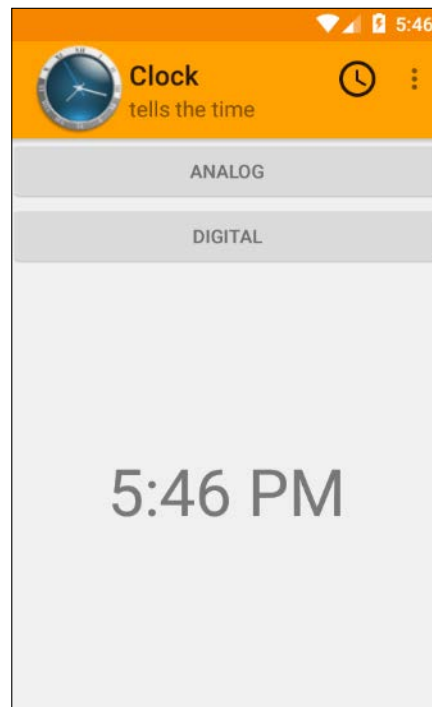 5:46
Clock
tells the time
ANALOG
DIGITAL
5:46 PM